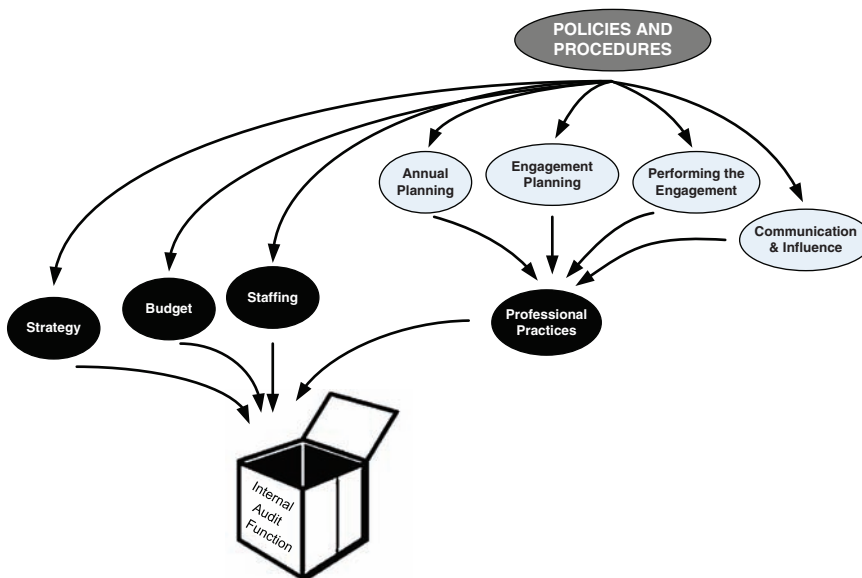 POLICIES AND
PROCEDURES
Annual
Planning
Engagement
Planning
Performing the
Engagement
Communication
& Influence
Strategy
Budget
Staffing
Professional
Practices
Internal
Audit
Function